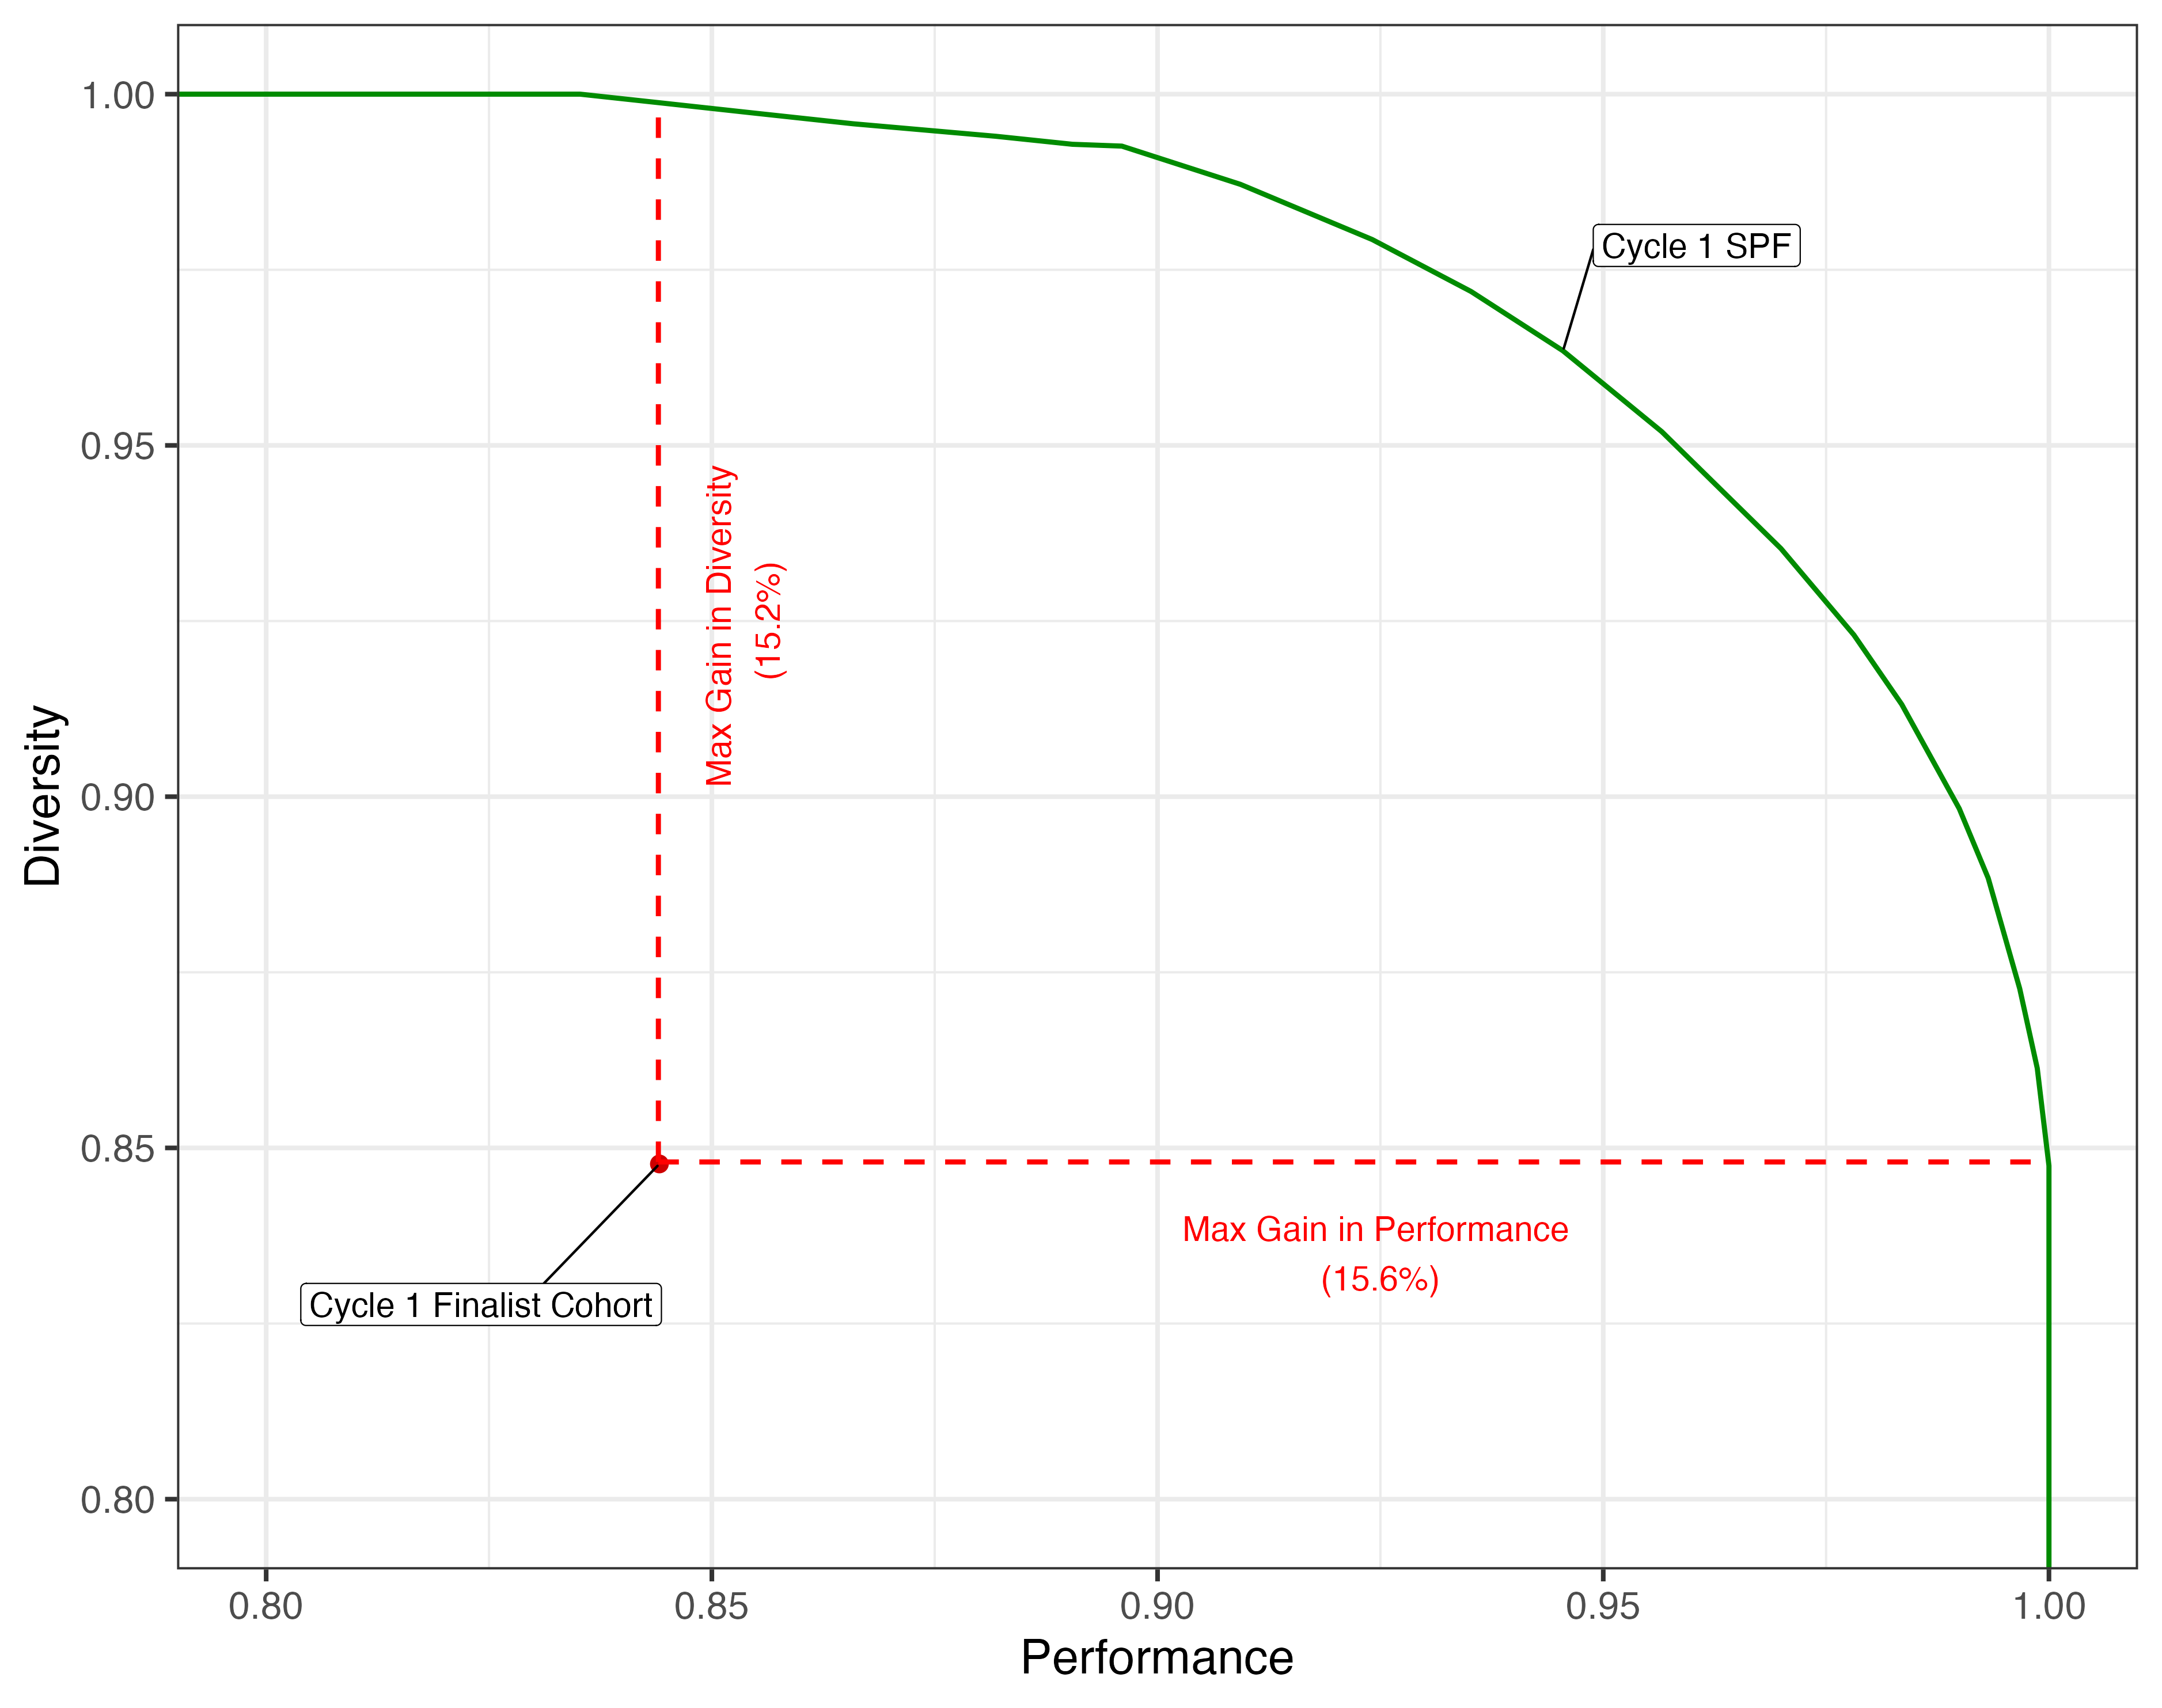 1.00
0.95
0.90
0.85
0.80
Diversity
Cycle 1 SPF
Max Gain in Diversity
(15.2%)
Max Gain in Performance
(15.6%)
Cycle 1 Finalist Cohort
0.80
0.85
0.90
0.95
1.00
Performance